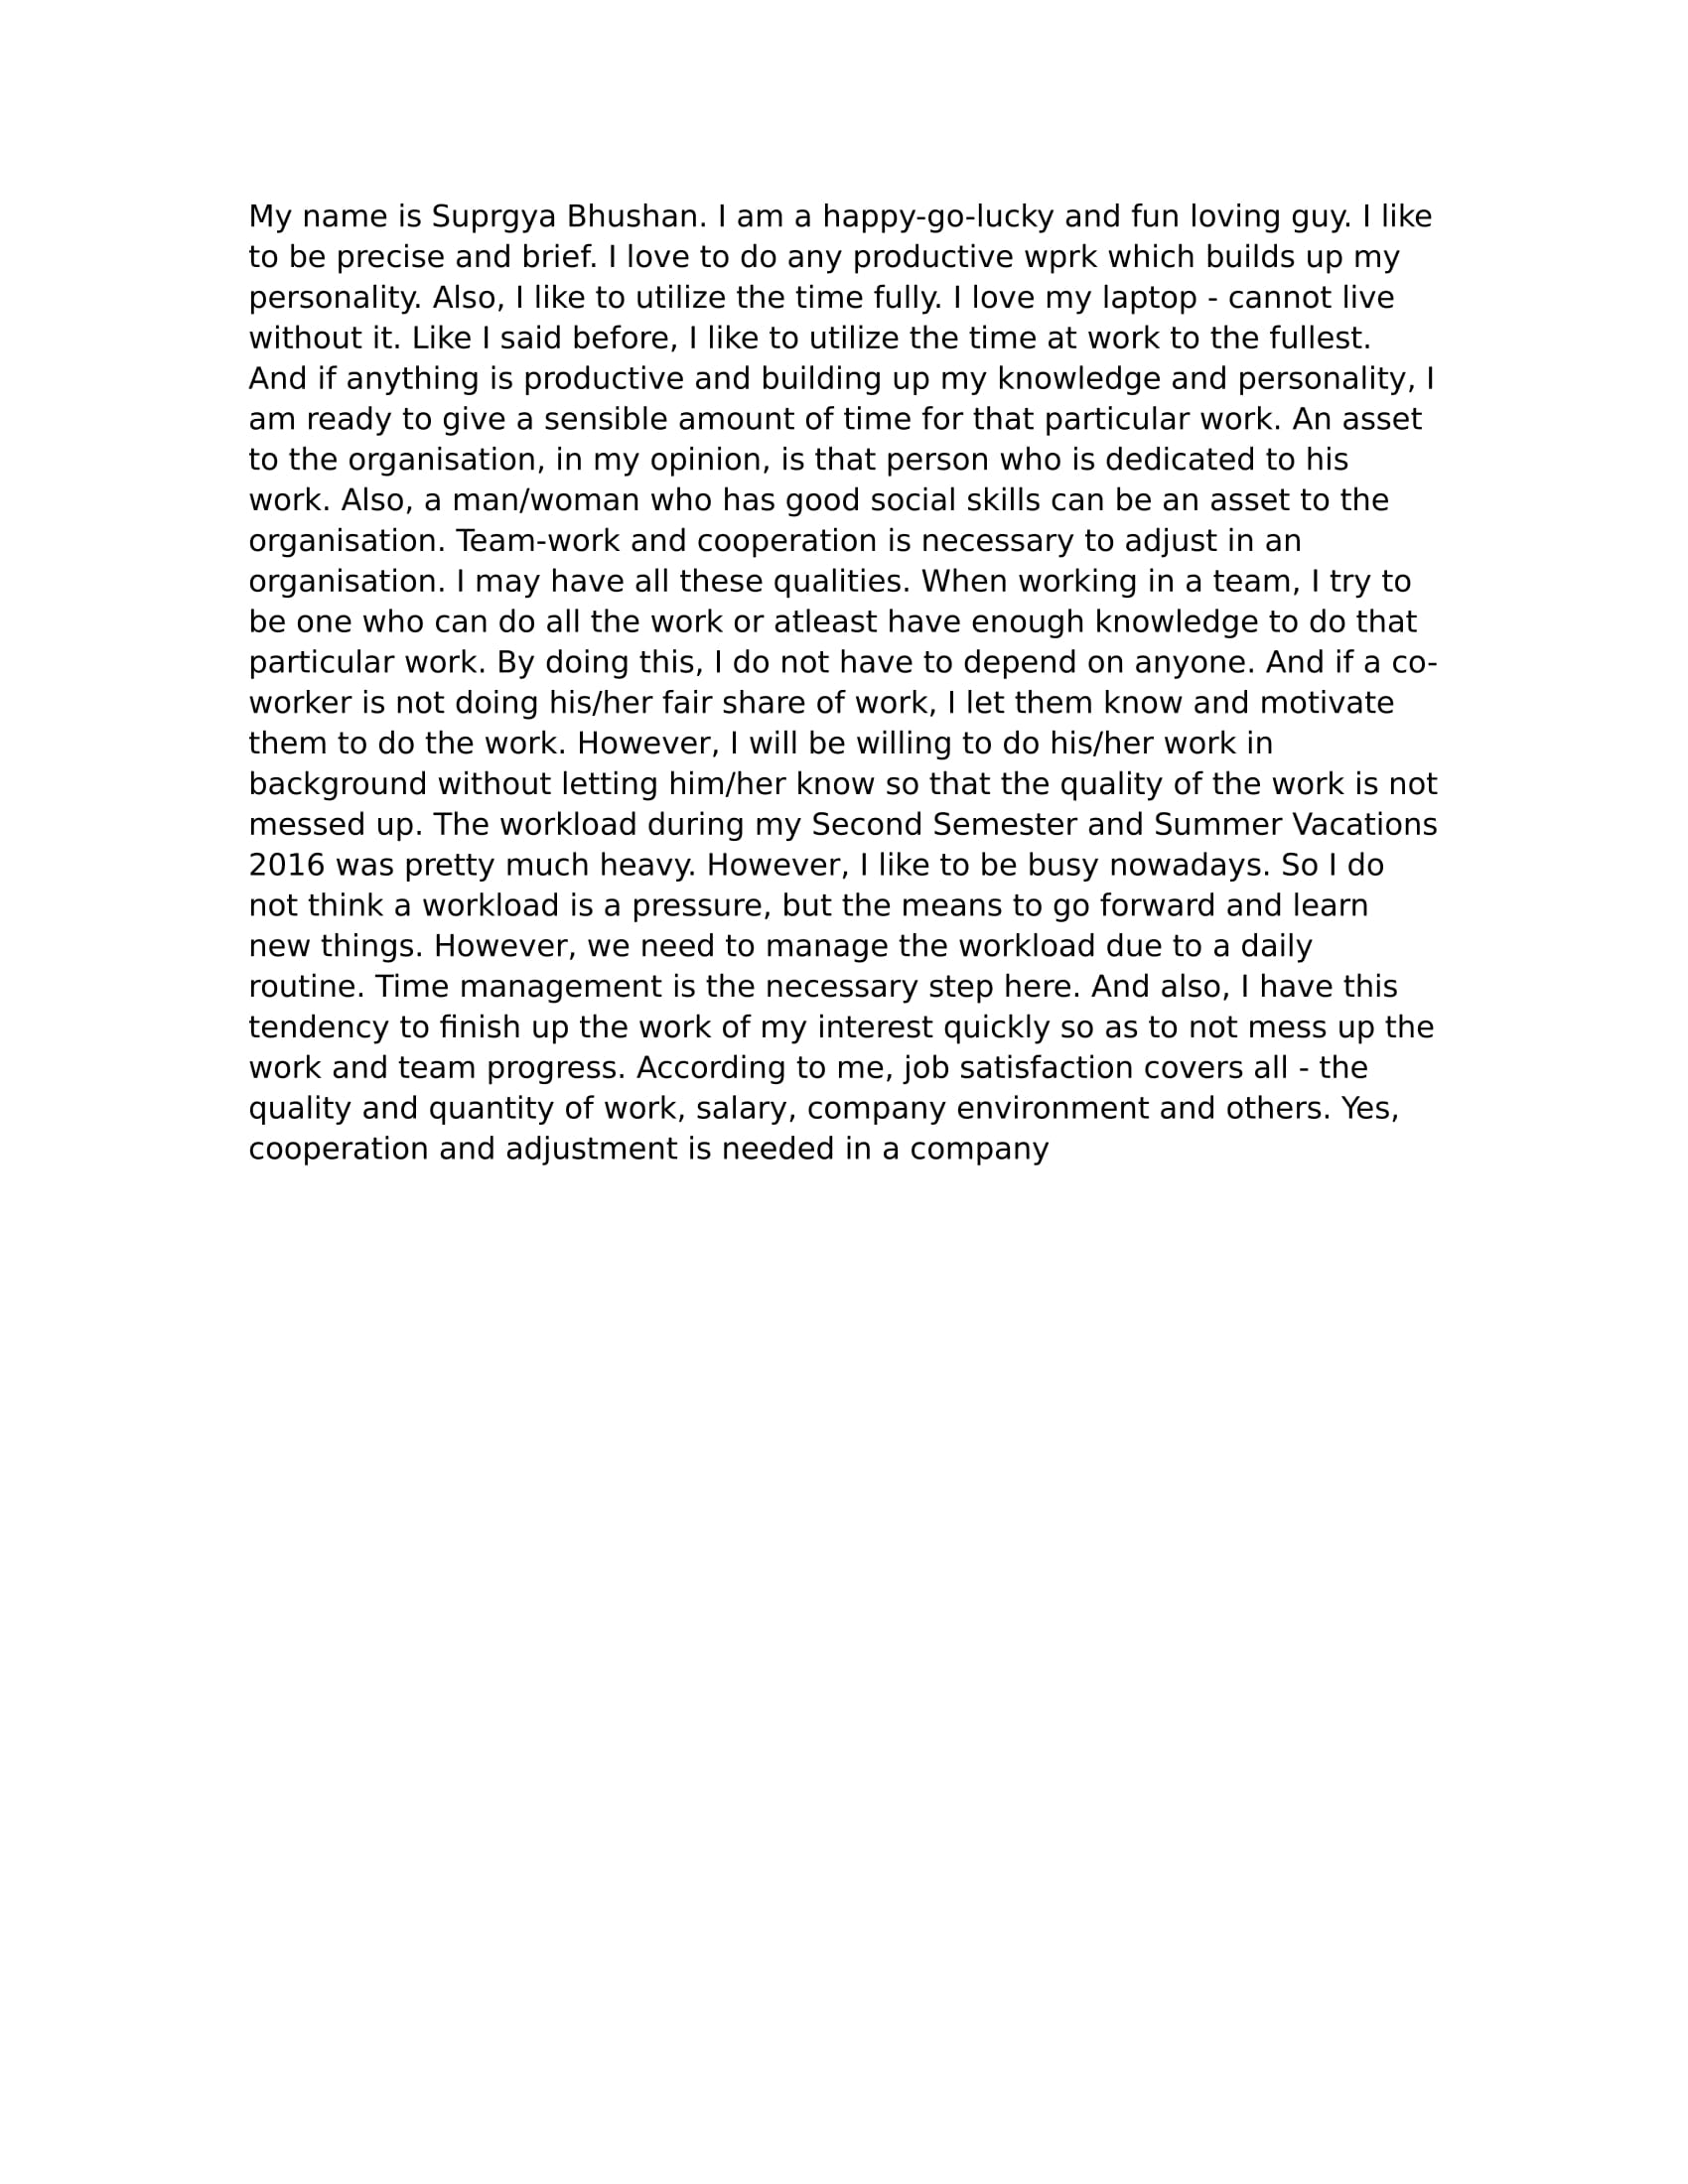 My name is Suprgya Bhushan. I am a happy-go-lucky and fun loving guy. I like
to be precise and brief. I love to do any productive wprk which builds up my
personality. Also, I like to utilize the time fully. I love my laptop - cannot live
without it. Like I said before, I like to utilize the time at work to the fullest.
And if anything is productive and building up my knowledge and personality, I
am ready to give a sensible amount of time for that particular work. An asset
to the organisation, in my opinion, is that person who is dedicated to his
work. Also, a man/woman who has good social skills can be an asset to the
organisation. Team-work and cooperation is necessary to adjust in an
organisation. I may have all these qualities. When working in a team, I try to
be one who can do all the work or atleast have enough knowledge to do that
particular work. By doing this, I do not have to depend on anyone. And if a co-
worker is not doing his/her fair share of work, I let them know and motivate
them to do the work. However, I will be willing to do his/her work in
background without letting him/her know so that the quality of the work is not
messed up. The workload during my Second Semester and Summer Vacations
2016 was pretty much heavy. However, I like to be busy nowadays. So I do
not think a workload is a pressure, but the means to go forward and learn
new things. However, we need to manage the workload due to a daily
routine. Time management is the necessary step here. And also, I have this
tendency to finish up the work of my interest quickly so as to not mess up the
work and team progress. According to me, job satisfaction covers all - the
quality and quantity of work, salary, company environment and others. Yes,
cooperation and adjustment is needed in a company